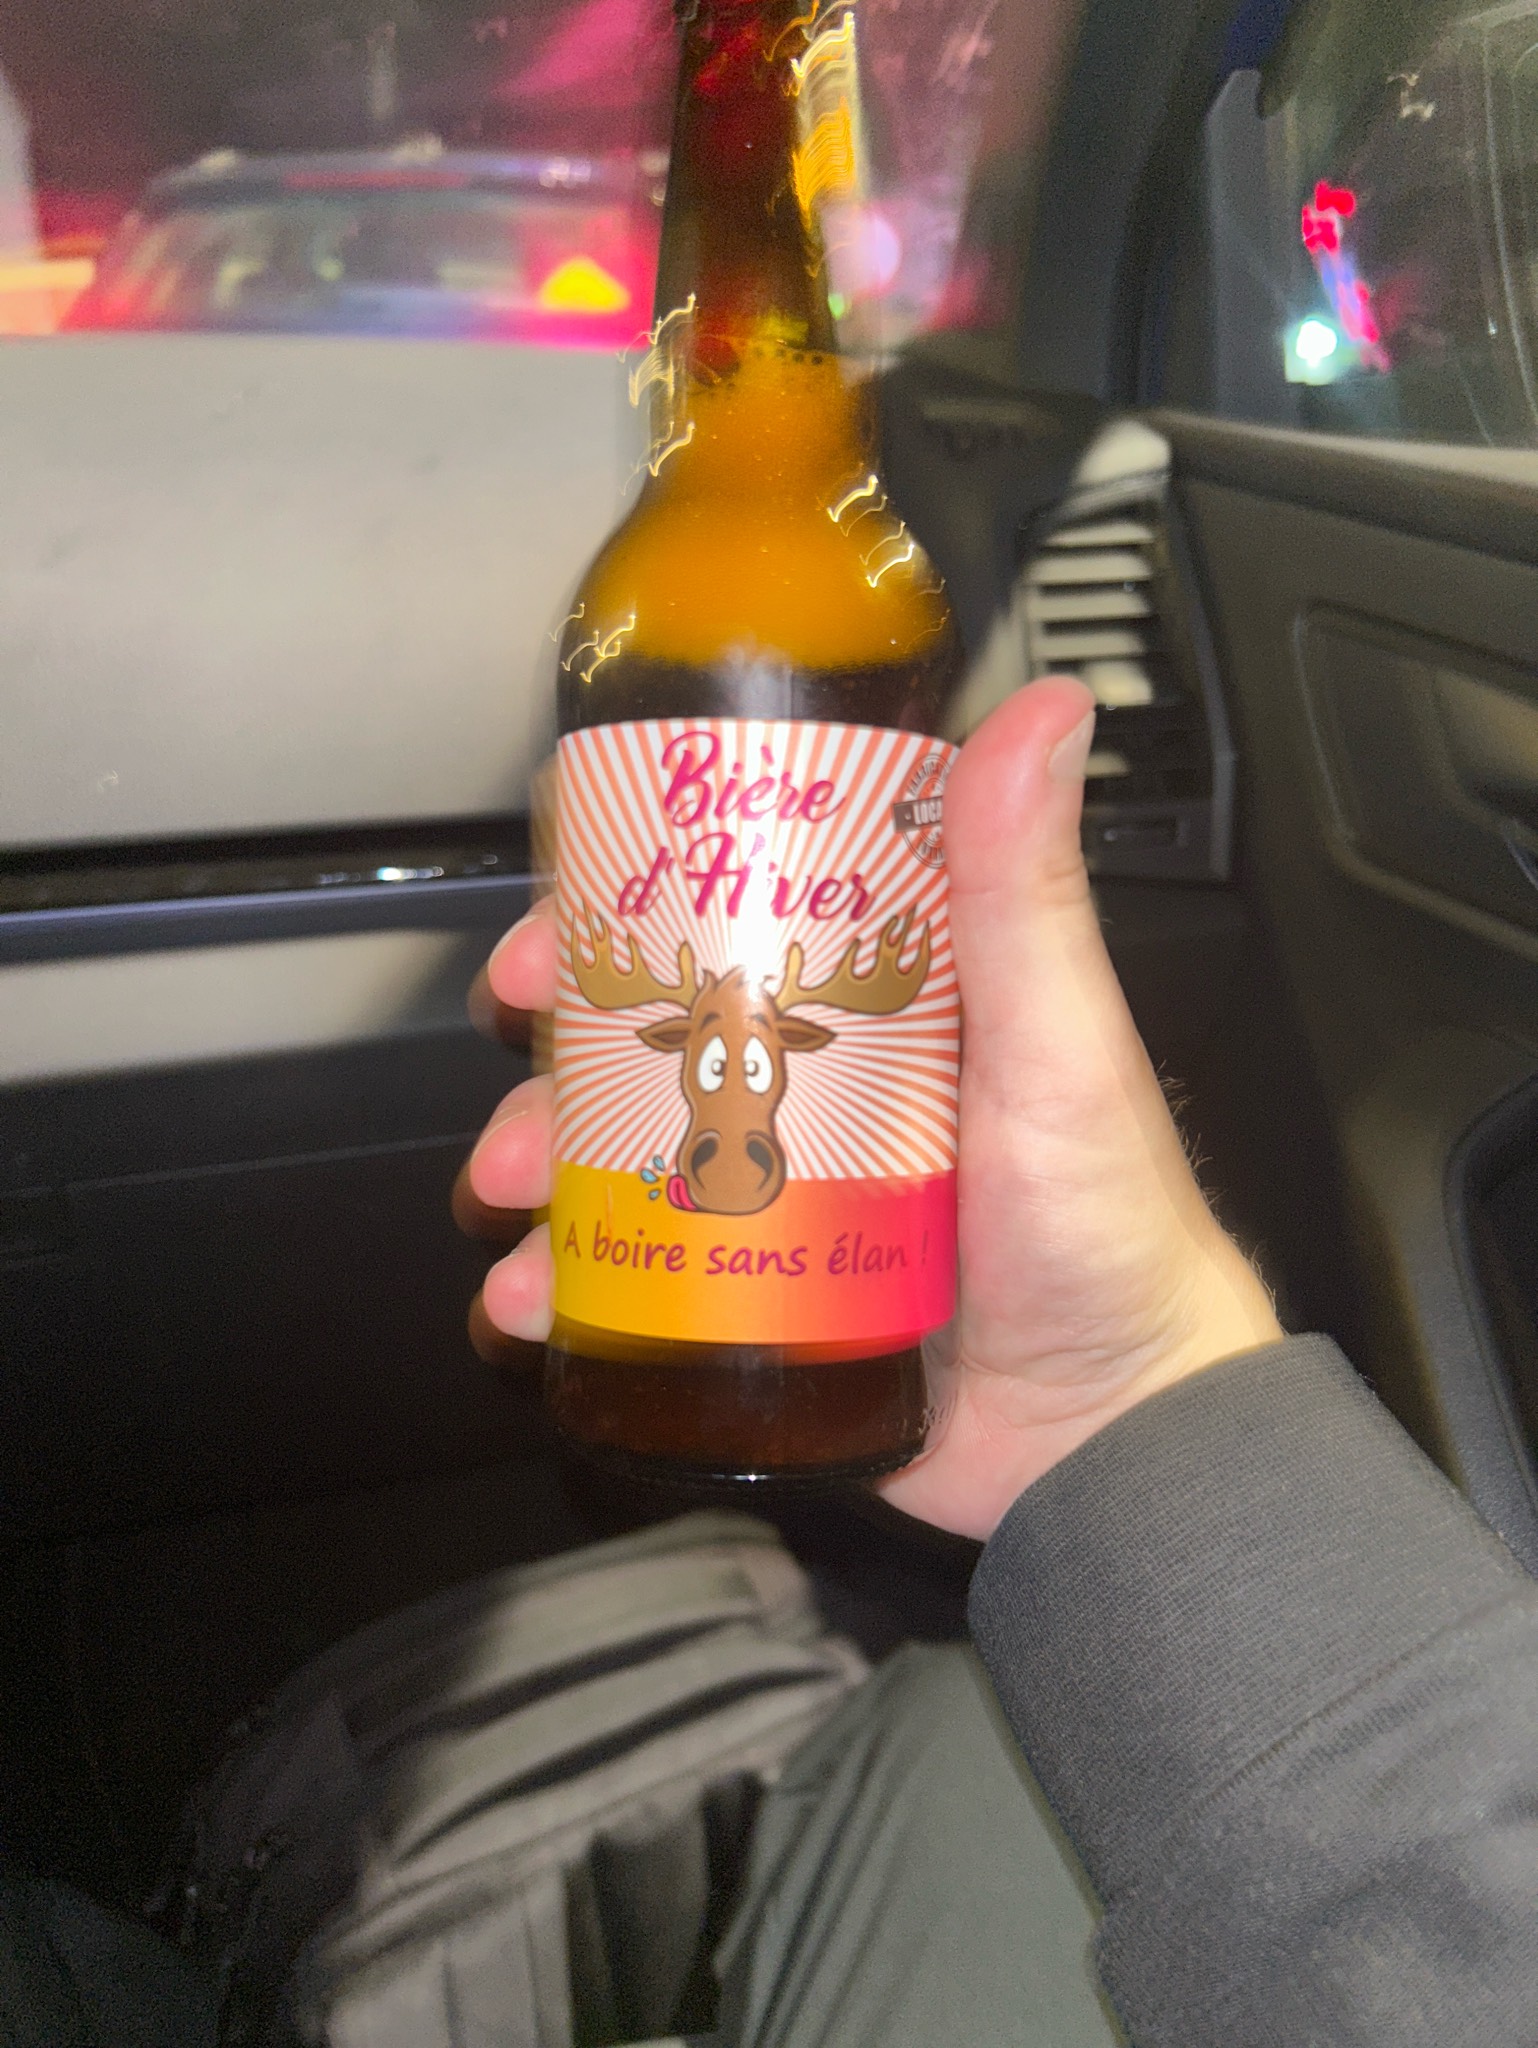 Bière
d'Hiver
A boire sans élan !